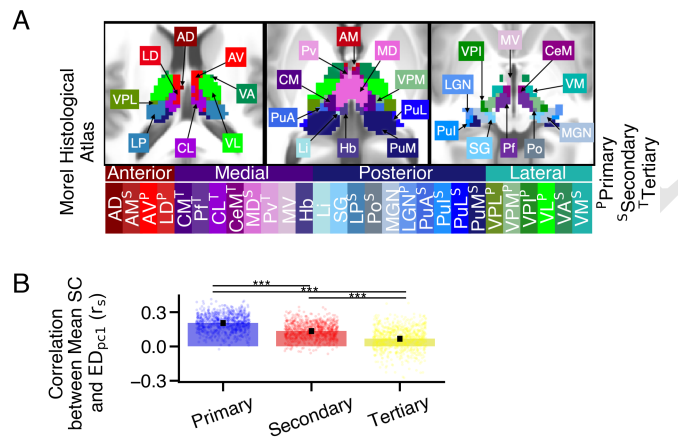 A
Morel Histological
Atlas
AD
LD
AV
VPL
VA
LP
CL
VL
AM
Pv
MD
CM
VPM
PuA
PuL
Li
Hb
PuM
MV
VPI
CeM
LGN
VM
PuI
SG
Pf
Po
MGN
Anterior Medial Posterior Lateral
AD AM^S AV^P LD^P CM^T Pf^T CL^T CeM^T MD^S Pv^T MV Hb Li SG LP^S Po^S MGN^P LGN^P PuA^S PuI^S PuL^S PuM^S VPL^P VPM^P VPI^P VL^P VA^S VM^S
^PPrimary
^SSecondary
^TTertiary
B
Correlation
between Mean SC
and ED_pc1 (r_s)
***
***
***
0.3
0.0
−0.3
Primary Secondary Tertiary